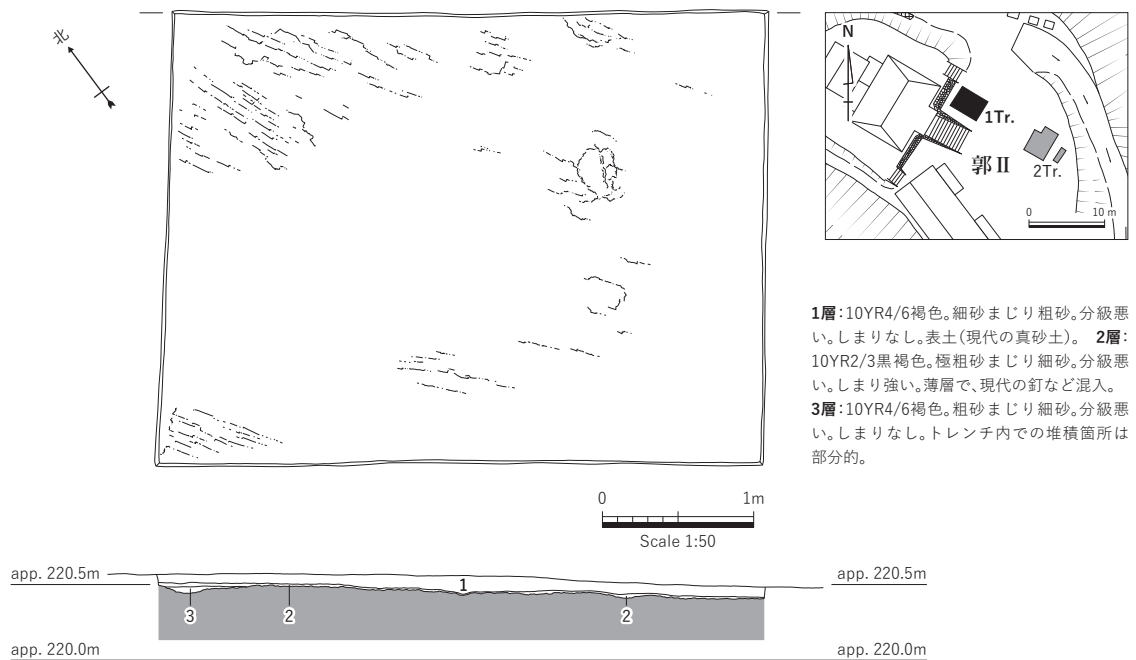 北
N
1Tr.
郭Ⅱ
2Tr.
0 10 m
1層:10YR4/6褐色。細砂まじり粗砂。分級悪
い。しまりなし。表土(現代の真砂土)。 2層:
10YR2/3黒褐色。極粗砂まじり細砂。分級悪
い。しまり強い。薄層で、現代の釘など混入。
3層:10YR4/6褐色。粗砂まじり細砂。分級悪
い。しまりなし。トレンチ内での堆積箇所は
部分的。
0 1m
Scale 1:50
app. 220.5m app. 220.5m
1
3 2 2
app. 220.0m app. 220.0m